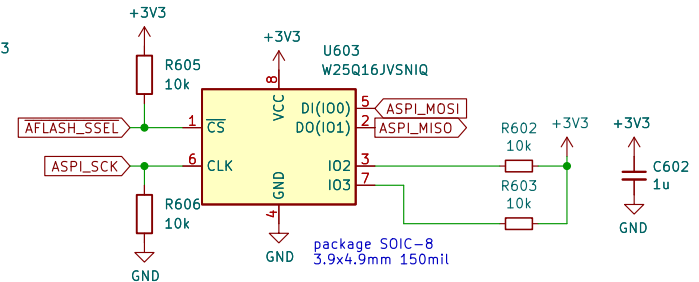 +3V3
3
R605
10k
+3V3
U603
W25Q16JVSNIQ
8
VCC
AFLASH_SSEL
1
CS
DI(IO0)
5
ASPI_MOSI
DO(IO1)
2
ASPI_MISO
ASPI_SCK
6
CLK
IO2
3
IO3
7
GND
4
R602
10k
R603
10k
+3V3
+3V3
C602
1u
GND
R606
10k
GND
GND
package SOIC-8
3.9x4.9mm 150mil